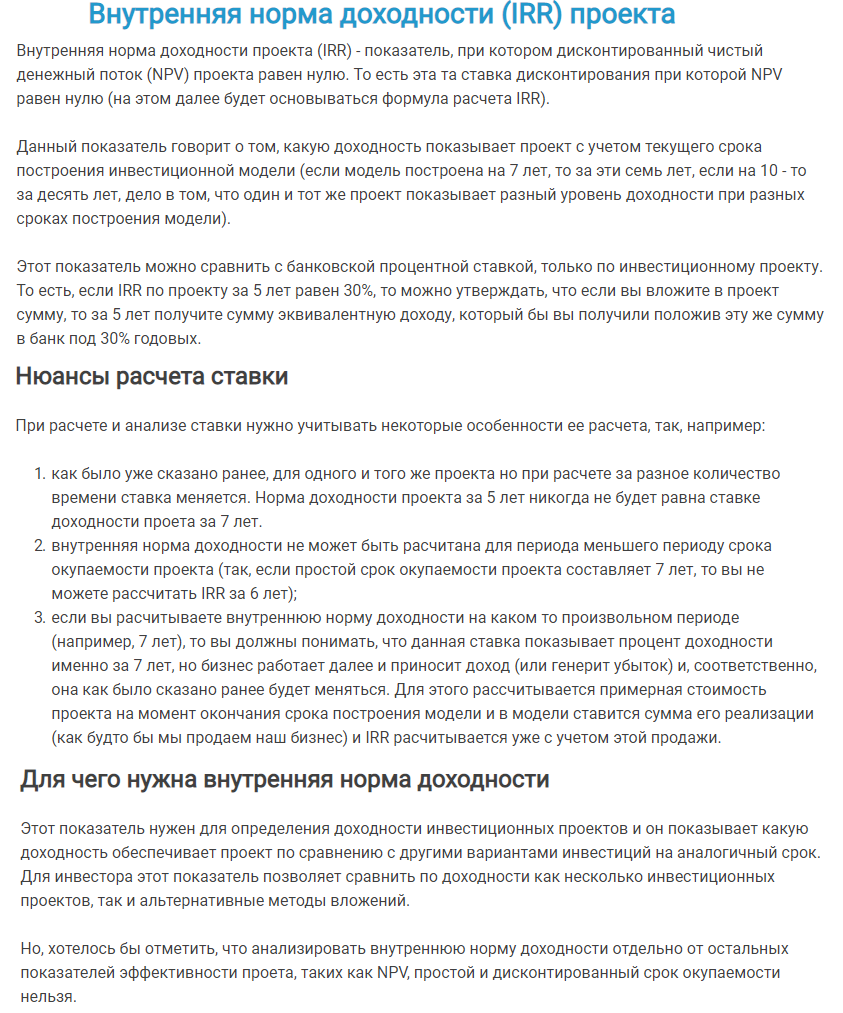 Внутренняя норма доходности (IRR) проекта
Внутренняя норма доходности проекта (IRR) - показатель, при котором дисконтированный чистый
денежный поток (NPV) проекта равен нулю. То есть эта та ставка дисконтирования при которой NPV
равен нулю (на этом далее будет основываться формула расчета IRR).
Данный показатель говорит о том, какую доходность показывает проект с учетом текущего срока
построения инвестиционной модели (если модель построена на 7 лет, то за эти семь лет, если на 10 - то
за десять лет, дело в том, что один и тот же проект показывает разный уровень доходности при разных
сроках построения модели).
Этот показатель можно сравнить с банковской процентной ставкой, только по инвестиционному проекту.
То есть, если IRR по проекту за 5 лет равен 30%, то можно утверждать, что если вы вложите в проект
сумму, то за 5 лет получите сумму эквивалентную доходу, который бы вы получили положив эту же сумму
в банк под 30% годовых.
Нюансы расчета ставки
При расчете и анализе ставки нужно учитывать некоторые особенности ее расчета, так, например:
1. как было уже сказано ранее, для одного и того же проекта но при расчете за разное количество
времени ставка меняется. Норма доходности проекта за 5 лет никогда не будет равна ставке
доходности проета за 7 лет.
2. внутренняя норма доходности не может быть расчитана для периода меньшего периоду срока
окупаемости проекта (так, если простой срок окупаемости проекта составляет 7 лет, то вы не
можете рассчитать IRR за 6 лет);
3. если вы расчитываете внутреннюю норму доходности на каком то произвольном периоде
(например, 7 лет), то вы должны понимать, что данная ставка показывает процент доходности
именно за 7 лет, но бизнес работает далее и приносит доход (или генерит убыток) и, соответственно,
она как было сказано ранее будет меняться. Для этого рассчитывается примерная стоимость
проекта на момент окончания срока построения модели и в модели ставится сумма его реализации
(как будто бы мы продаем наш бизнес) и IRR расчитывается уже с учетом этой продажи.
Для чего нужна внутренняя норма доходности
Этот показатель нужен для определения доходности инвестиционных проектов и он показывает какую
доходность обеспечивает проект по сравнению с другими вариантами инвестиций на аналогичный срок.
Для инвестора этот показатель позволяет сравнить по доходности как несколько инвестиционных
проектов, так и альтернативные методы вложений.
Но, хотелось бы отметить, что анализировать внутреннюю норму доходности отдельно от остальных
показателей эффективности проета, таких как NPV, простой и дисконтированный срок окупаемости
нельзя.